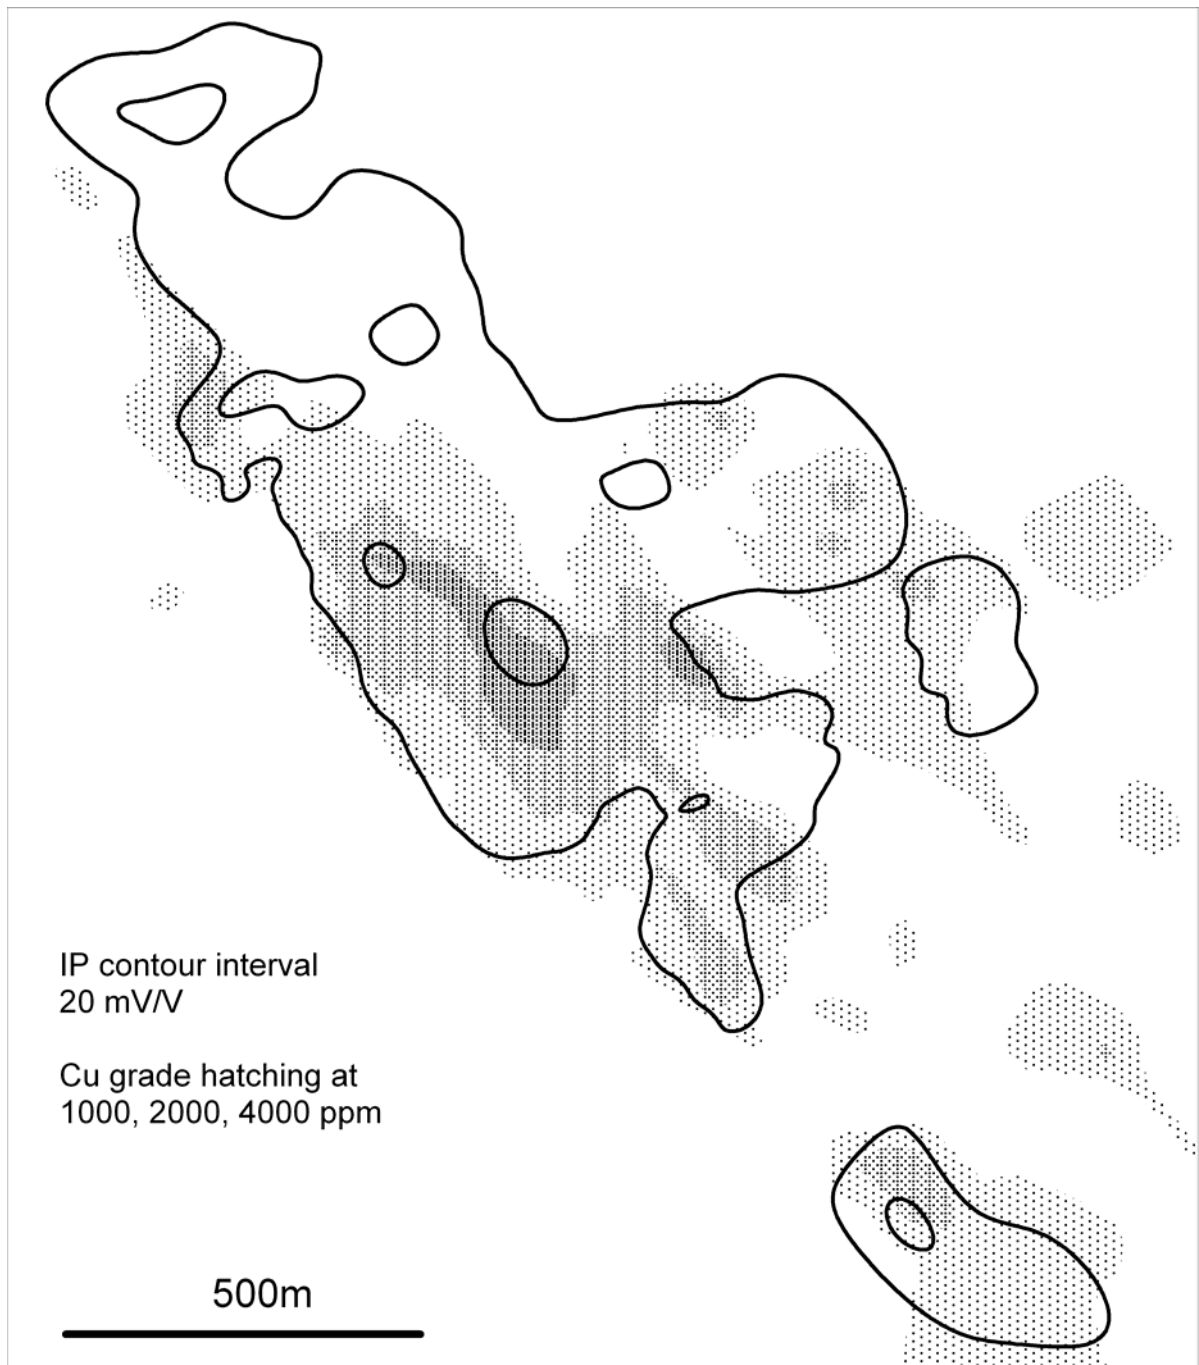 IP contour interval
20 mV/V
Cu grade hatching at
1000, 2000, 4000 ppm
500m